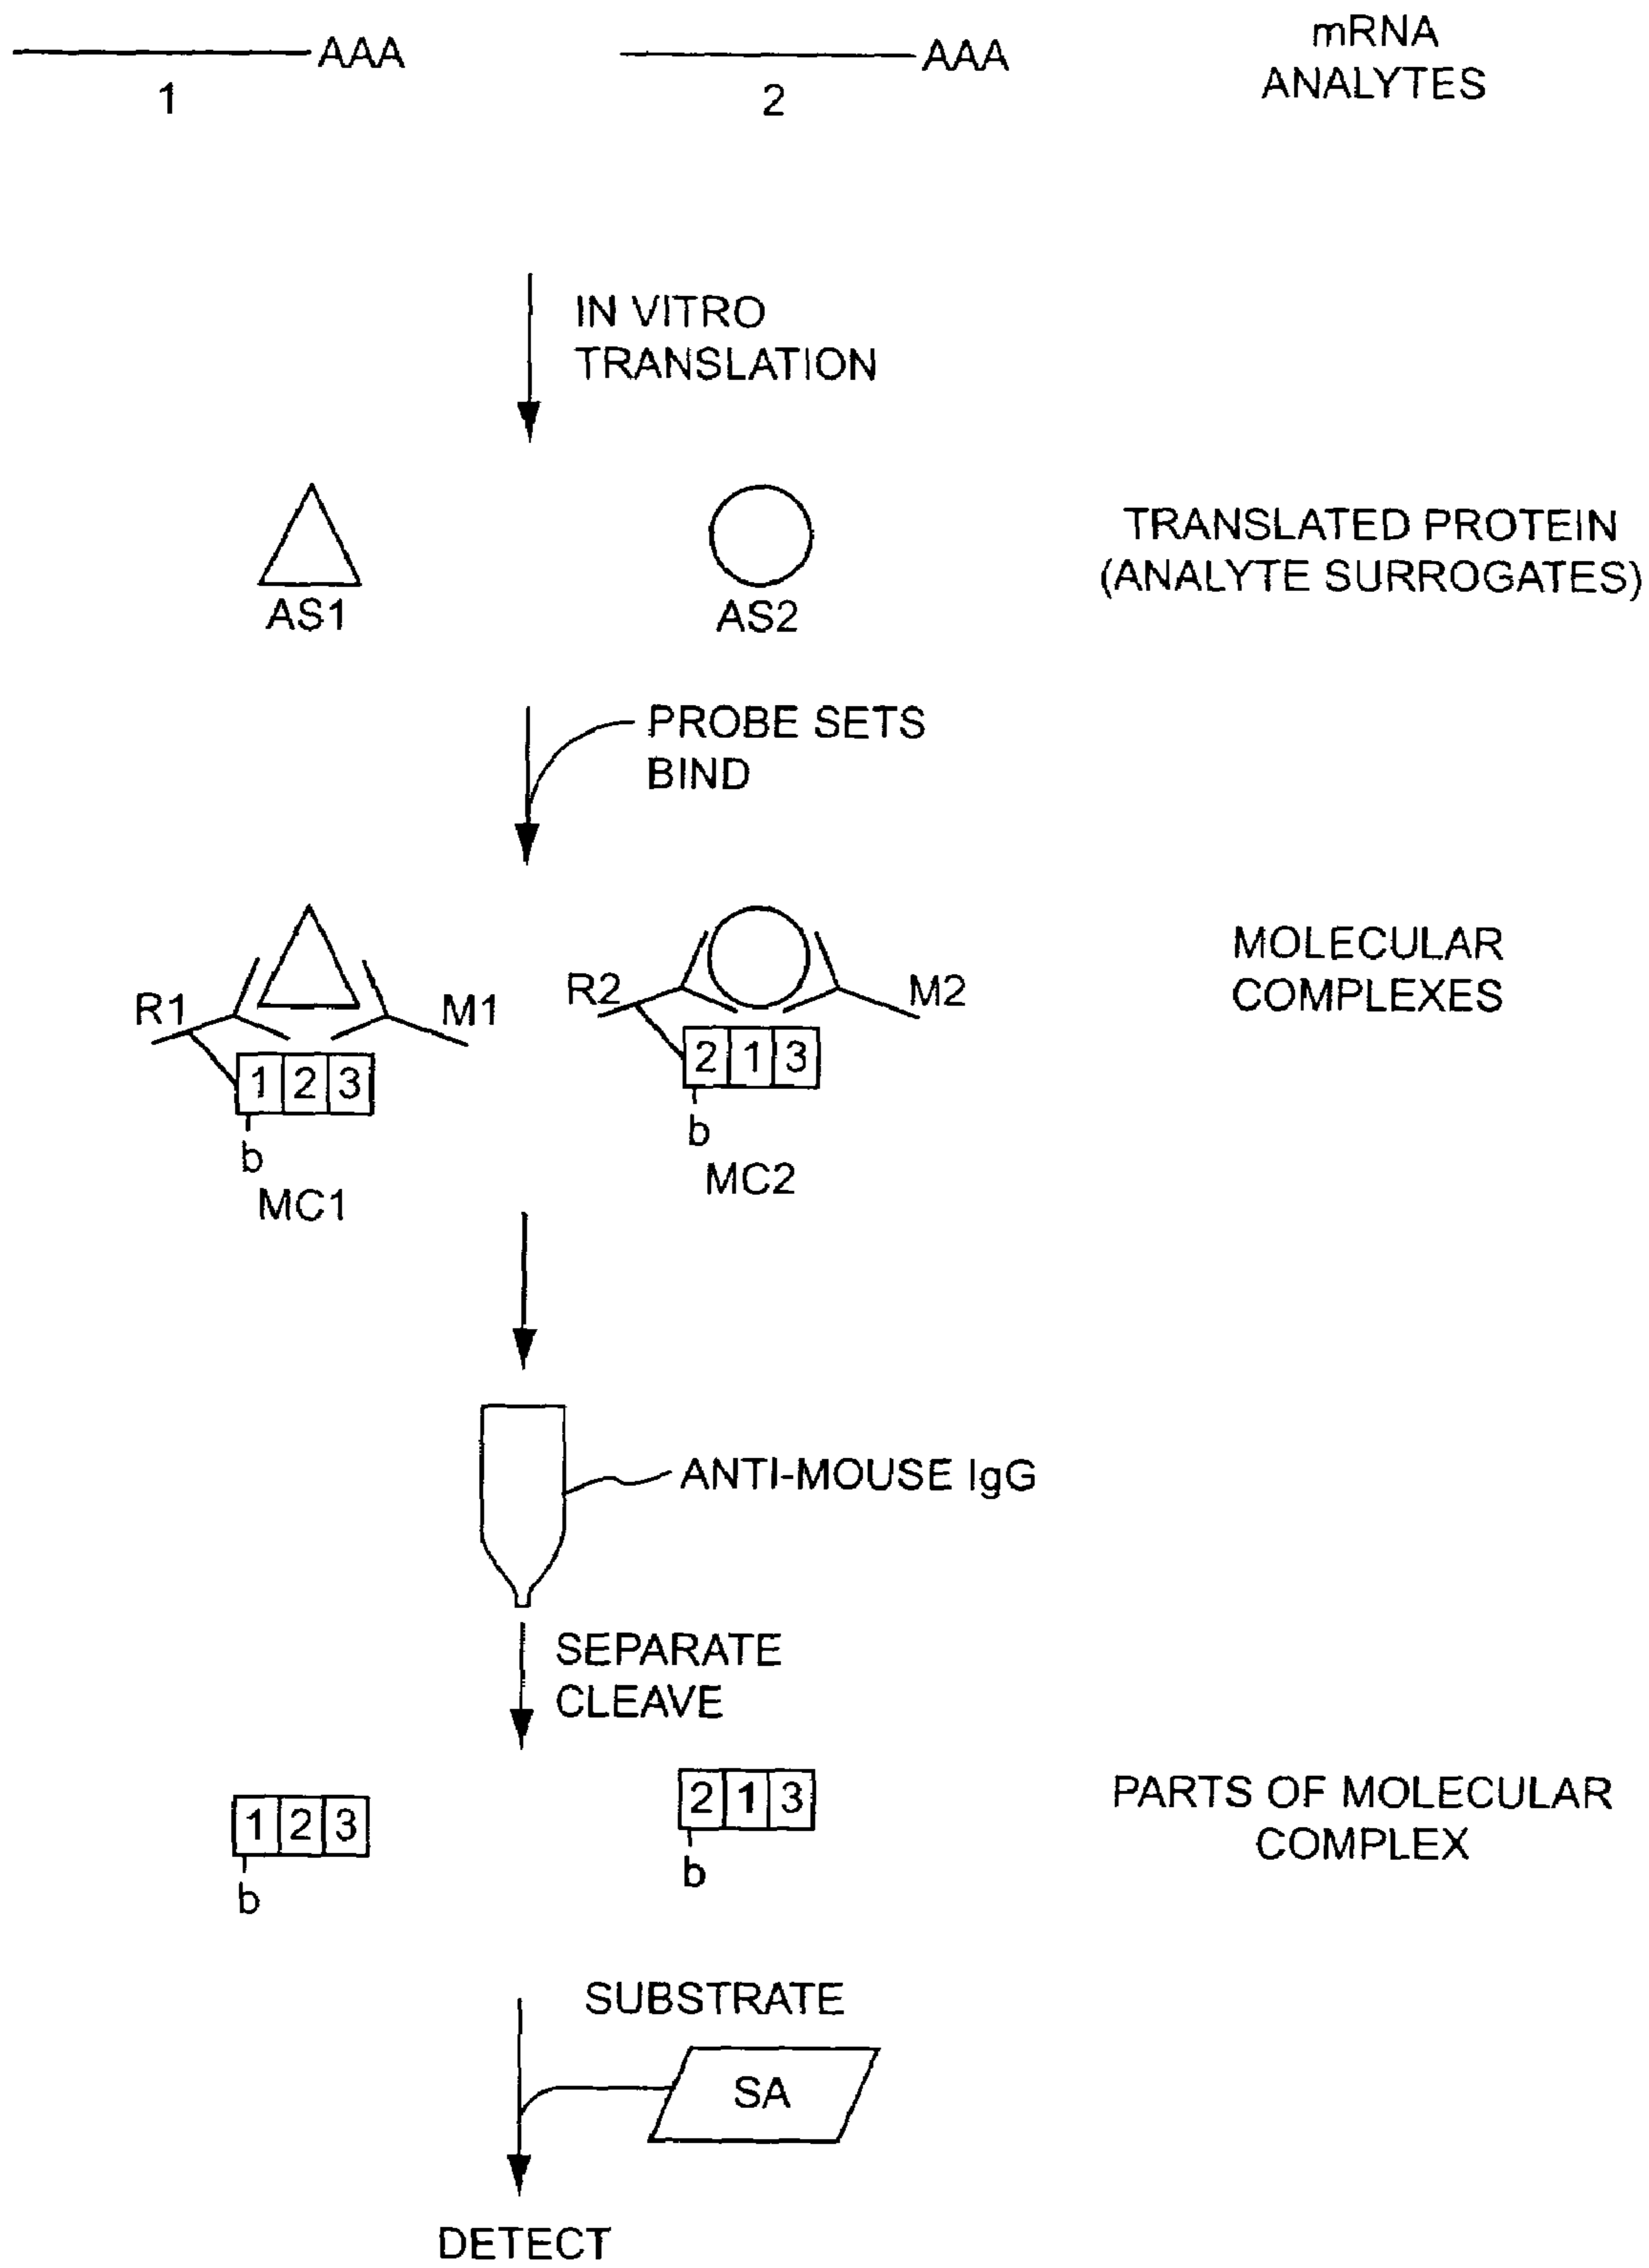 AAA
AAA
mRNA
ANALYTES
1
2
IN VITRO
TRANSLATION
TRANSLATED PROTEIN
(ANALYTE SURROGATES)
AS1
AS2
PROBE SETS
BIND
MOLECULAR
COMPLEXES
R1
M1
R2
M2
1 2 3
2 1 3
b
b
MC1
MC2
ANTI-MOUSE IgG
SEPARATE
CLEAVE
1 2 3
2 1 3
PARTS OF MOLECULAR
COMPLEX
b
b
SUBSTRATE
SA
DETECT